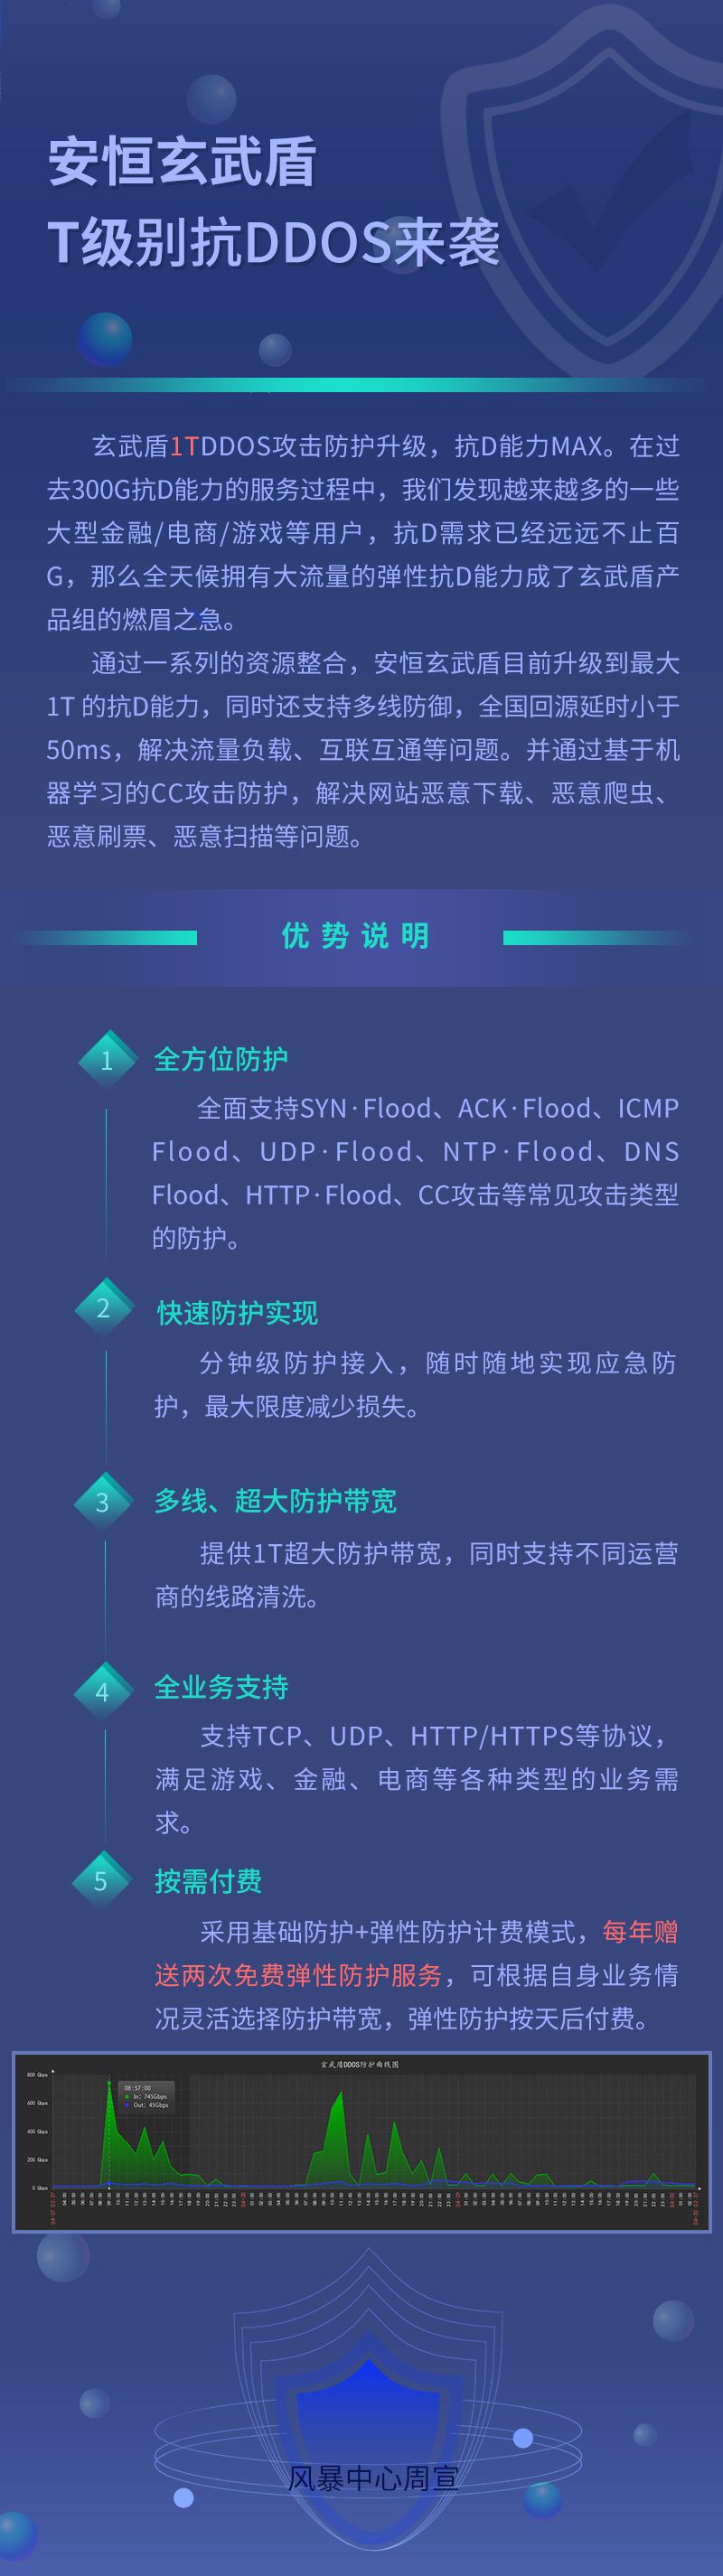 安恒玄武盾
T级别抗DDOS来袭
玄武盾1TDDOS攻击防护升级，抗D能力MAX。在过
去300G抗D能力的服务过程中，我们发现越来越多的一些
大型金融/电商/游戏等用户，抗D需求已经远远不止百
G，那么全天候拥有大流量的弹性抗D能力成了玄武盾产
品组的燃眉之急。
通过一系列的资源整合，安恒玄武盾目前升级到最大
1T 的抗D能力，同时还支持多线防御，全国回源延时小于
50ms，解决流量负载、互联互通等问题。并通过基于机
器学习的CC攻击防护，解决网站恶意下载、恶意爬虫、
恶意刷票、恶意扫描等问题。
优势说明
1
全方位防护
全面支持SYN·Flood、ACK·Flood、ICMP
Flood、UDP·Flood、NTP·Flood、DNS
Flood、HTTP·Flood、CC攻击等常见攻击类型
的防护。
2
快速防护实现
分钟级防护接入，随时随地实现应急防
护，最大限度减少损失。
3
多线、超大防护带宽
提供1T超大防护带宽，同时支持不同运营
商的线路清洗。
4
全业务支持
支持TCP、UDP、HTTP/HTTPS等协议，
满足游戏、金融、电商等各种类型的业务需
求。
5
按需付费
采用基础防护+弹性防护计费模式，每年赠
送两次免费弹性防护服务，可根据自身业务情
况灵活选择防护带宽，弹性防护按天后付费。
玄武盾DDOS防护曲线图
800 Gbps
600 Gbps
400 Gbps
200 Gbps
0 Gbps
08:57:00
In: 745Gbps
Out: 45Gbps
风暴中心周宣